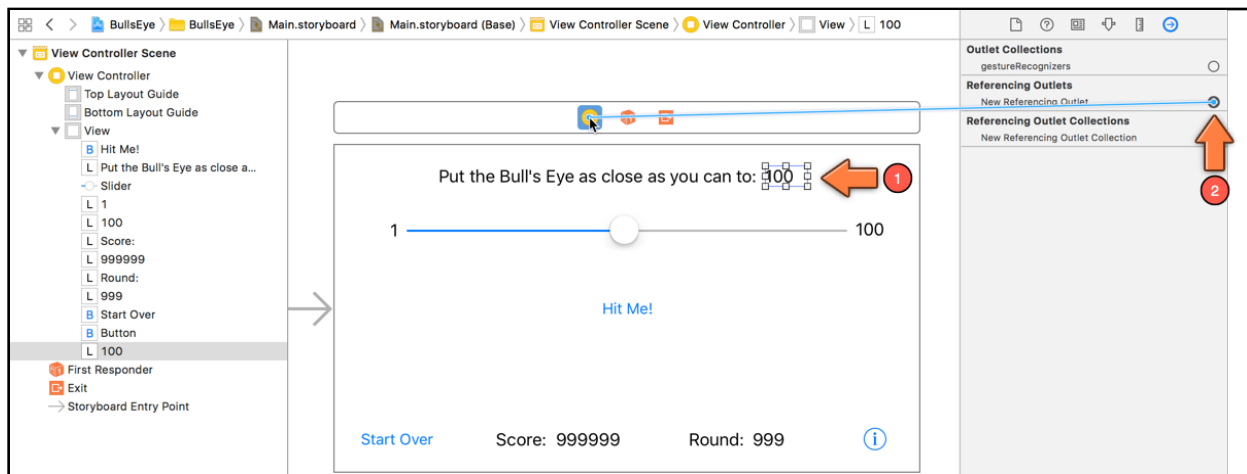 BullsEye BullsEye Main.storyboard Main.storyboard (Base) View Controller Scene View Controller View L 100
View Controller Scene
View Controller
Top Layout Guide
Bottom Layout Guide
View
B Hit Me!
L Put the Bull's Eye as close a...
Slider
L 1
L 100
L Score:
L 999999
L Round:
L 999
B Start Over
B Button
L 100
First Responder
Exit
Storyboard Entry Point
Put the Bull's Eye as close as you can to: 100
1
1 100
Hit Me!
Start Over Score: 999999 Round: 999
Outlet Collections
gestureRecognizers
Referencing Outlets
New Referencing Outlet
Referencing Outlet Collections
New Referencing Outlet Collection
2